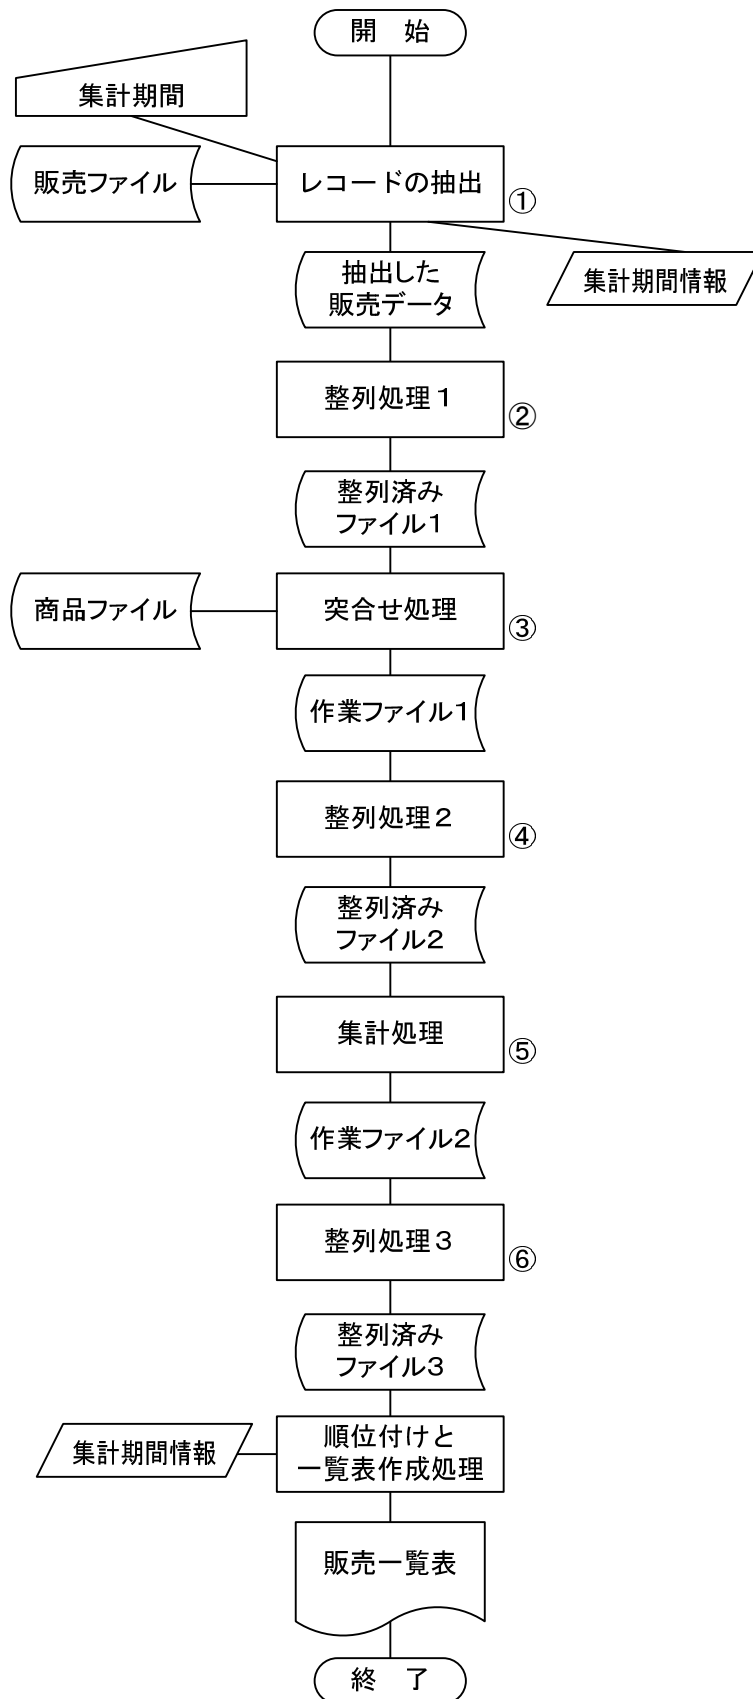 開　始
集計期間
販売ファイル
レコードの抽出
①
抽出した
販売データ
集計期間情報
整列処理１
②
整列済み
ファイル1
商品ファイル
突合せ処理
③
作業ファイル1
整列処理２
④
整列済み
ファイル2
集計処理
⑤
作業ファイル2
整列処理３
⑥
整列済み
ファイル3
集計期間情報
順位付けと
一覧表作成処理
販売一覧表
終　了